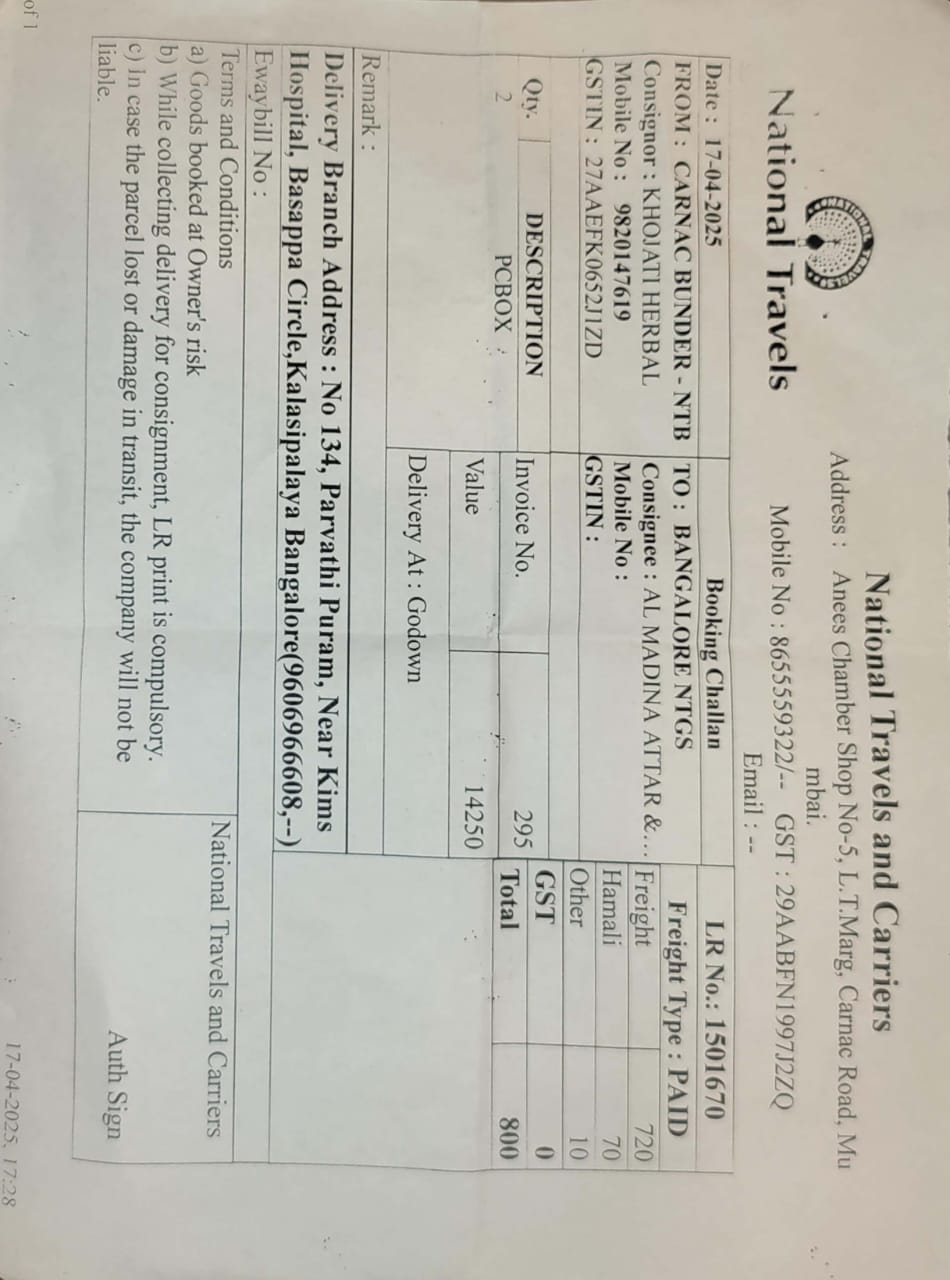 National Travels and Carriers
Address : Anees Chamber Shop No-5, L.T.Marg, Carnac Road, Mu
mbai.
National Travels
Mobile No : 8655559322/-- GST : 29AABFN1997J2ZQ
Email : --
Date : 17-04-2025 Booking Challan LR No.: 1501670
FROM : CARNAC BUNDER - NTB TO : BANGALORE NTGS Freight Type : PAID
Consignor : KHOJATI HERBAL Consignee : AL MADINA ATTAR &... Freight 720
Mobile No : 9820147619 Mobile No : Hamali 70
GSTIN : 27AAEFK0652J1ZD GSTIN : Other 10
GST 0
Qty. DESCRIPTION Invoice No. 295 Total 800
2 PCBOX
Value 14250
Delivery At : Godown
Remark :
Delivery Branch Address : No 134, Parvathi Puram, Near Kims
Hospital, Basappa Circle,Kalasipalaya Bangalore(9606966608,--)
Ewaybill No :
Terms and Conditions
a) Goods booked at Owner's risk
b) While collecting delivery for consignment, LR print is compulsory.
c) In case the parcel lost or damage in transit, the company will not be
liable.
National Travels and Carriers
Auth Sign
of 1
17-04-2025, 17:28